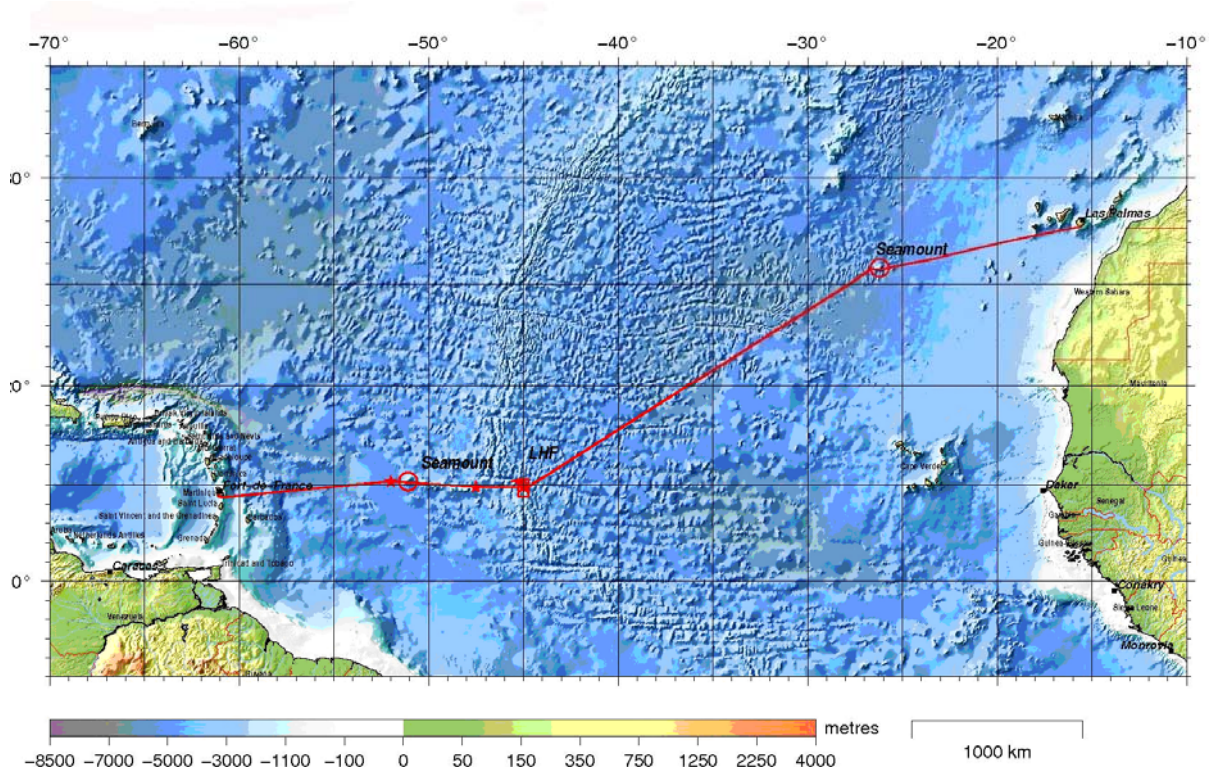 −70° −60° −50° −40° −30° −20° −10°
Las Palmas
0°
Seamount
Western Sahara
0°
Mauritania
LHF
Seamount
Cape Verde
Fort-de-France
Martinique
Saint Lucia
Dakar
Senegal
Saint Vincent and the Grenadines
Barbados
Grenada
Netherlands Antilles
Trinidad and Tobago
Caracas
0°
Conakry
Sierra Leone
Venezuela
Monrovia
metres
−8500 −7000 −5000 −3000 −1100 −100 0 50 150 350 750 1250 2250 4000
1000 km